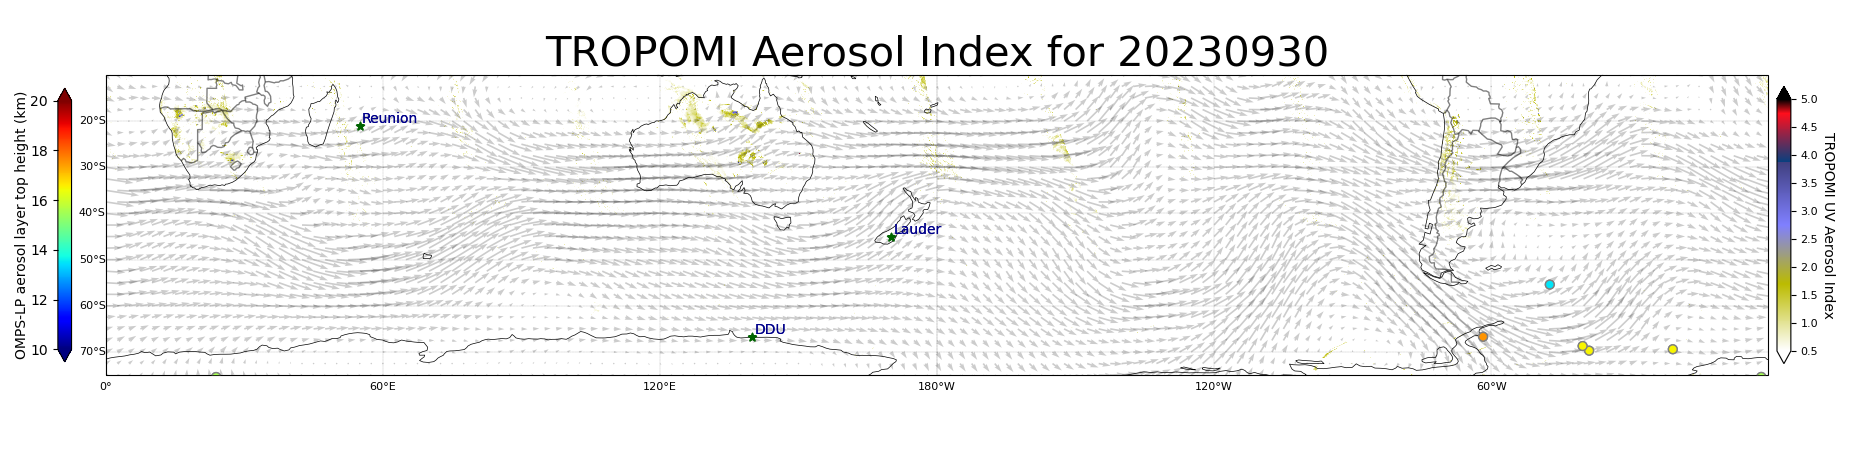 TROPOMI Aerosol Index for 20230930
OMPS-LP aerosol layer top height (km)
20
18
16
14
12
10
20°S
30°S
40°S
50°S
60°S
70°S
Reunion
Lauder
DDU
0°
60°E
120°E
180°W
120°W
60°W
5.0
4.5
4.0
3.5
3.0
2.5
2.0
1.5
1.0
0.5
TROPOMI UV Aerosol Index